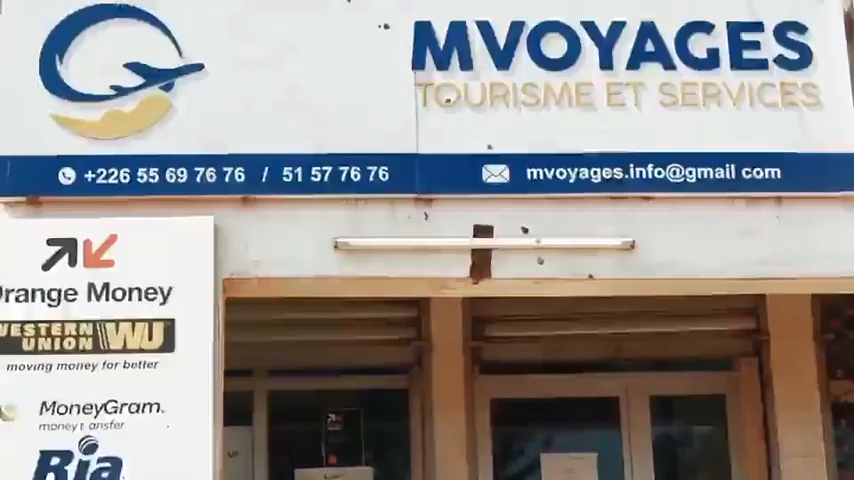 MVOYAGES
TOURISME ET SERVICES
+226 55 69 76 76 / 51 57 76 76
mvoyages.info@gmail com
Orange Money
WESTERN UNION WU
moving money for better
MoneyGram.
money t ansfer
Ria